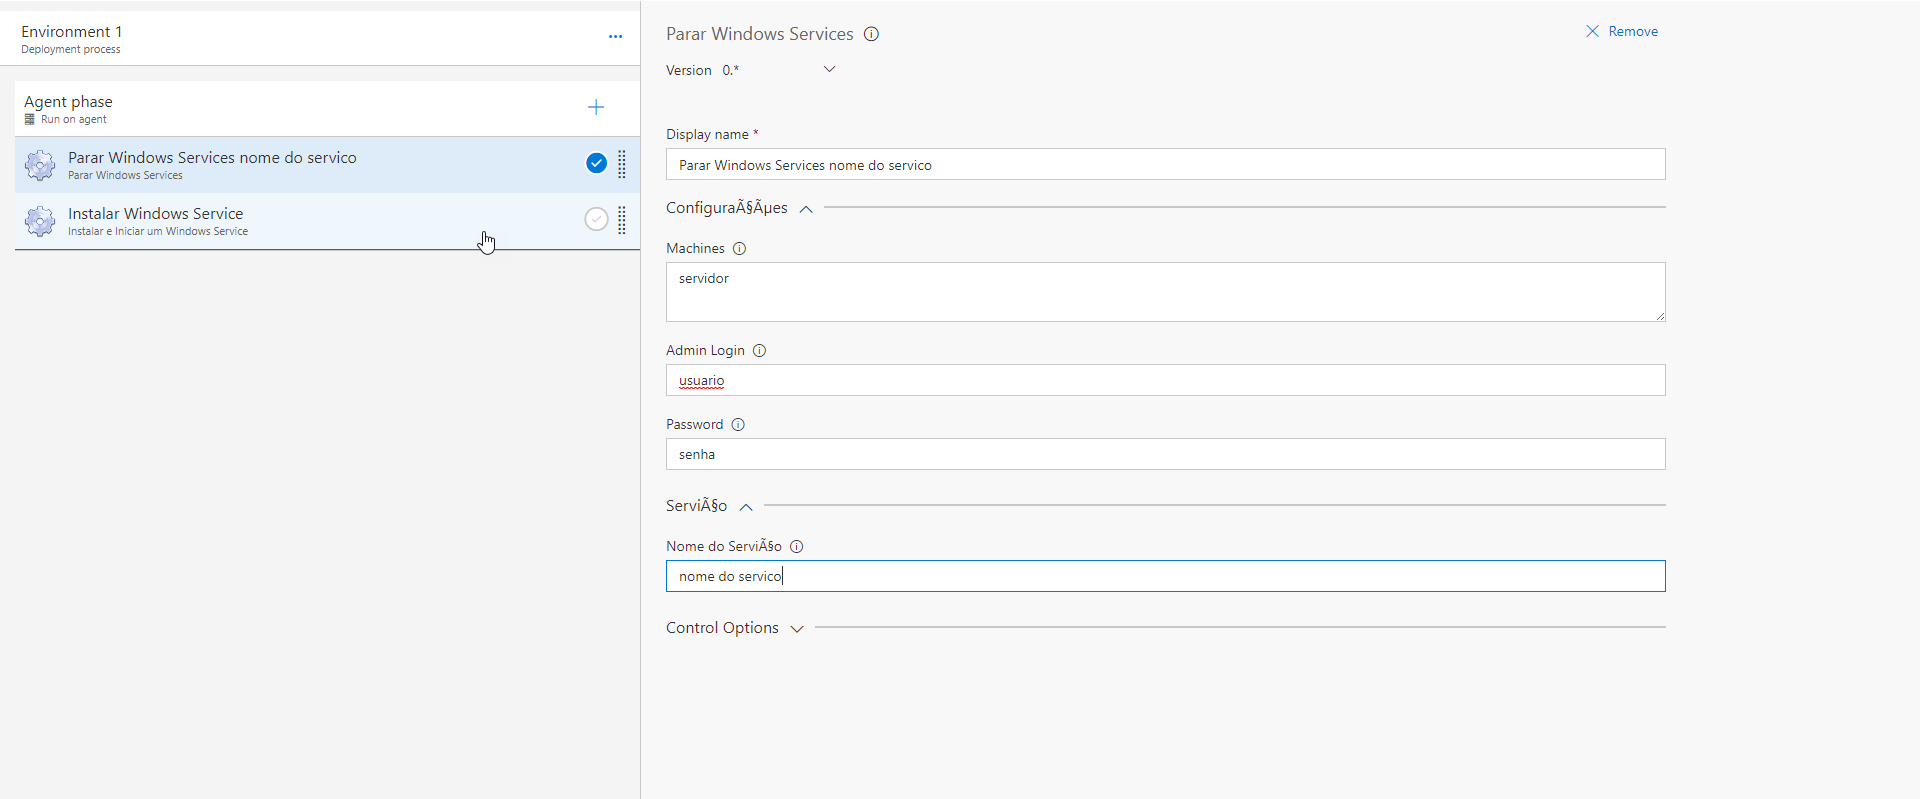 Environment 1
Deployment process
...
Agent phase
Run on agent
Parar Windows Services nome do servico
Parar Windows Services
Instalar Windows Service
Instalar e Iniciar um Windows Service
Parar Windows Services
Remove
Version 0.*
Display name *
Parar Windows Services nome do servico
ConfiguraÃ§Ãµes
Machines
servidor
Admin Login
usuario
Password
senha
ServiÃ§o
Nome do ServiÃ§o
nome do servico
Control Options